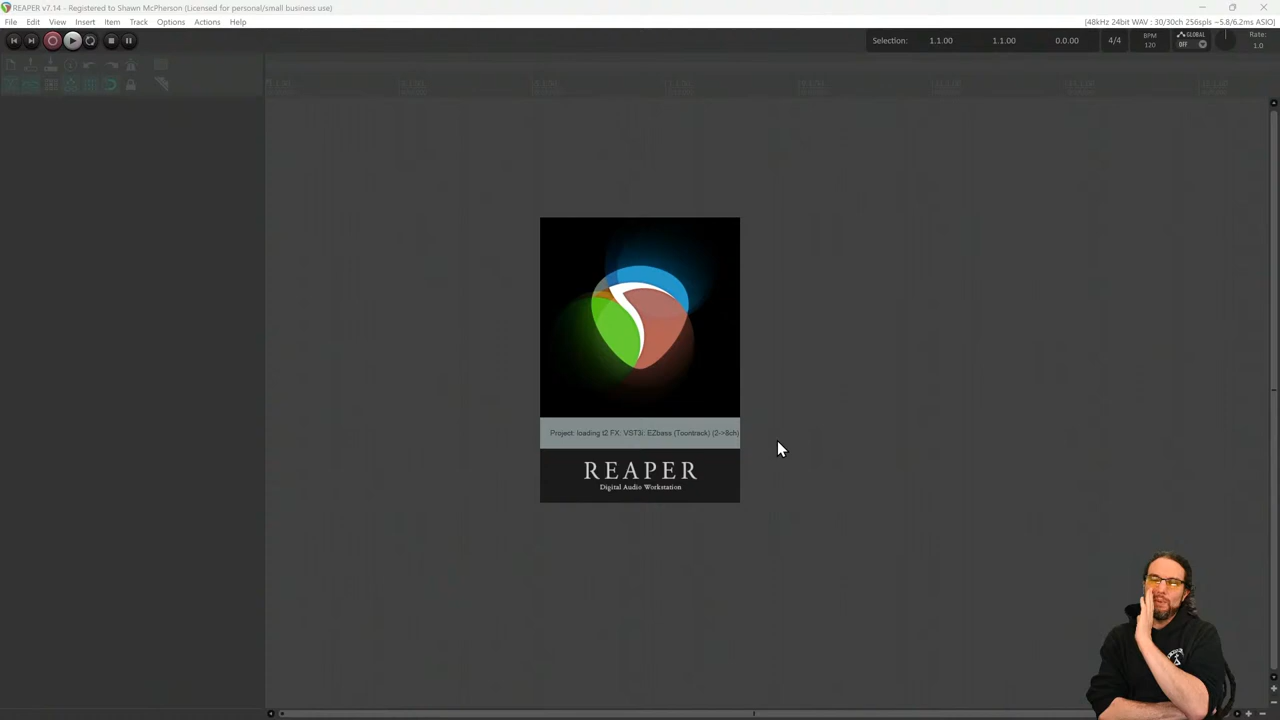 REAPER v7.14 - Registered to Shawn McPherson (Licensed for personal/small business use)
File Edit View Insert Item Track Options Actions Help
[48kHz 24bit WAV : 30/30ch 256spls ~5.8/6.2ms ASIO]
Selection: 1.1.00 1.1.00 0.0.00 4/4 BPM 120 GLOBAL OFF Rate: 1.0
Project: loading t2 FX: VST3i: EZbass (Toontrack) (2->8ch)
REAPER
Digital Audio Workstation